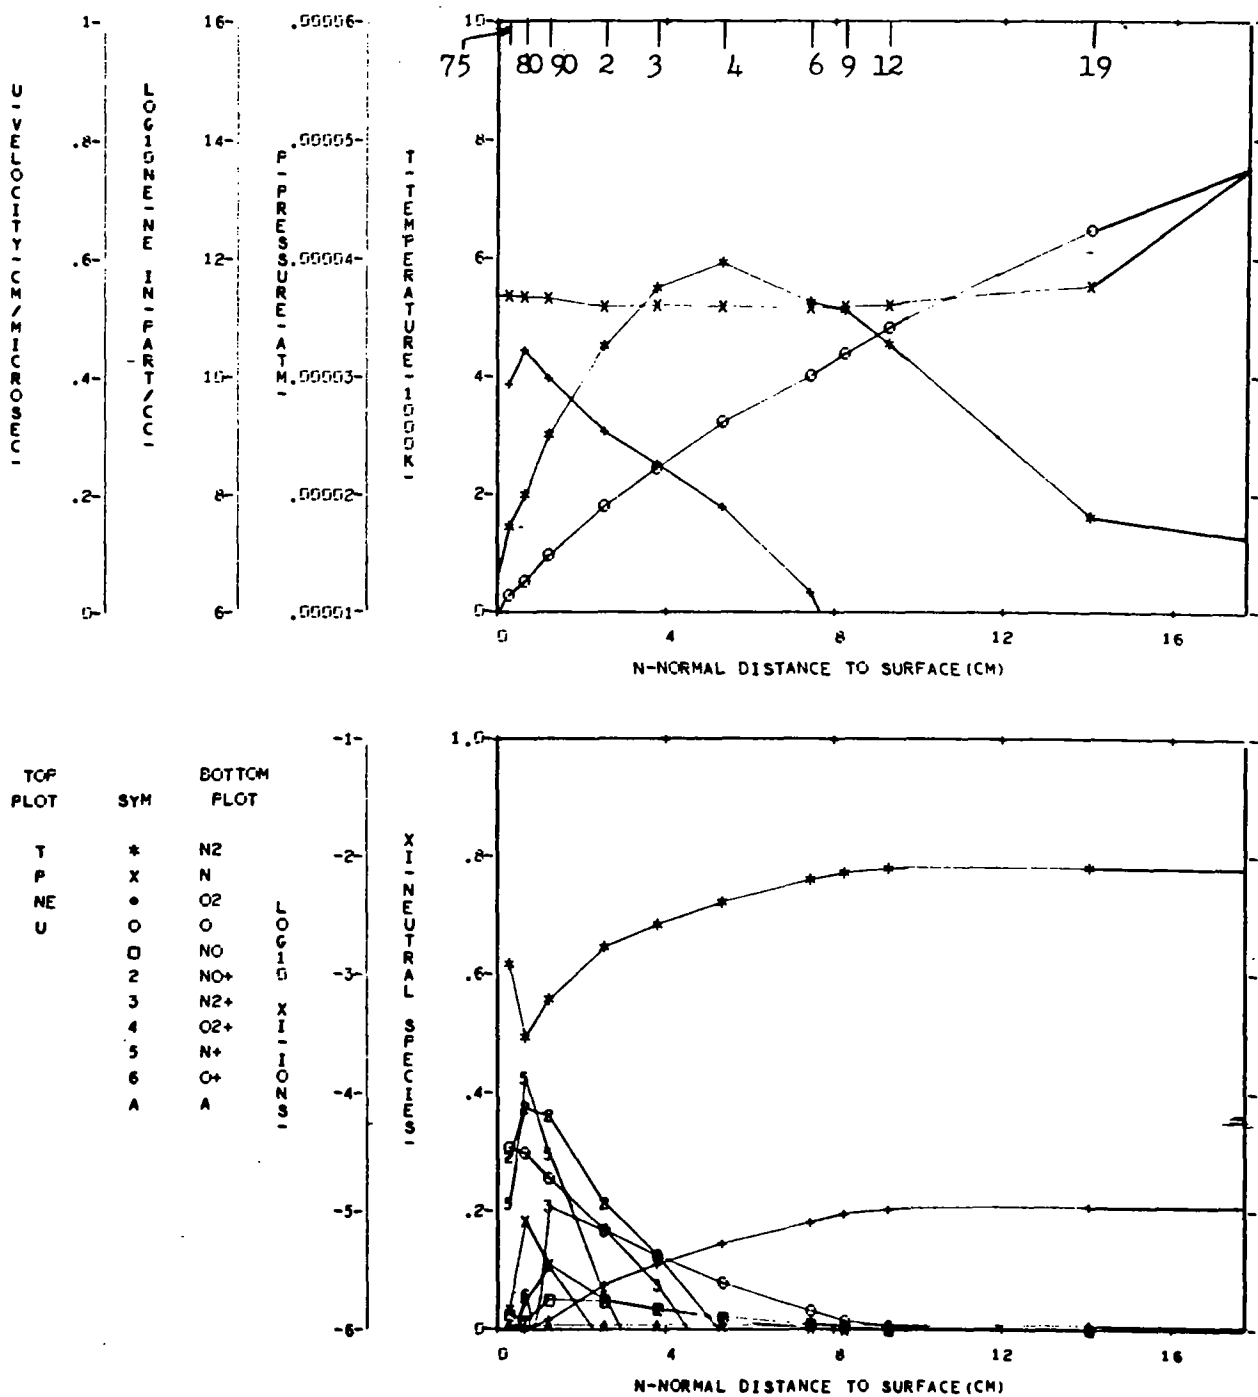 1- 16- .00006- 10-
75 80 90 2 3 4 6 9 12 19
.8- 14- .00005- 8-
.6- 12- .00004- 6-
.4- 10- .00003- 4-
.2- 8- .00002- 2-
0- 6- .00001- 0-
U-VELOCITY-CM/MICROSEC-
LOG10NE-NE IN-PART/CC-
P-PRESSURE-ATM-
T-TEMPERATURE-1000K-
0 4 8 12 16
N-NORMAL DISTANCE TO SURFACE(CM)
-1- 1.0-
-2- .8-
-3- .6-
-4- .4-
-5- .2-
-6- 0-
TOP PLOT SYM BOTTOM PLOT
T * N2
P X N
NE O2
U O O
NO
2 NO+
3 N2+
4 O2+
5 N+
6 O+
A A
LOG10 XI-IONS-
XI-NEUTRAL SPECIES-
0 4 8 12 16
N-NORMAL DISTANCE TO SURFACE(CM)